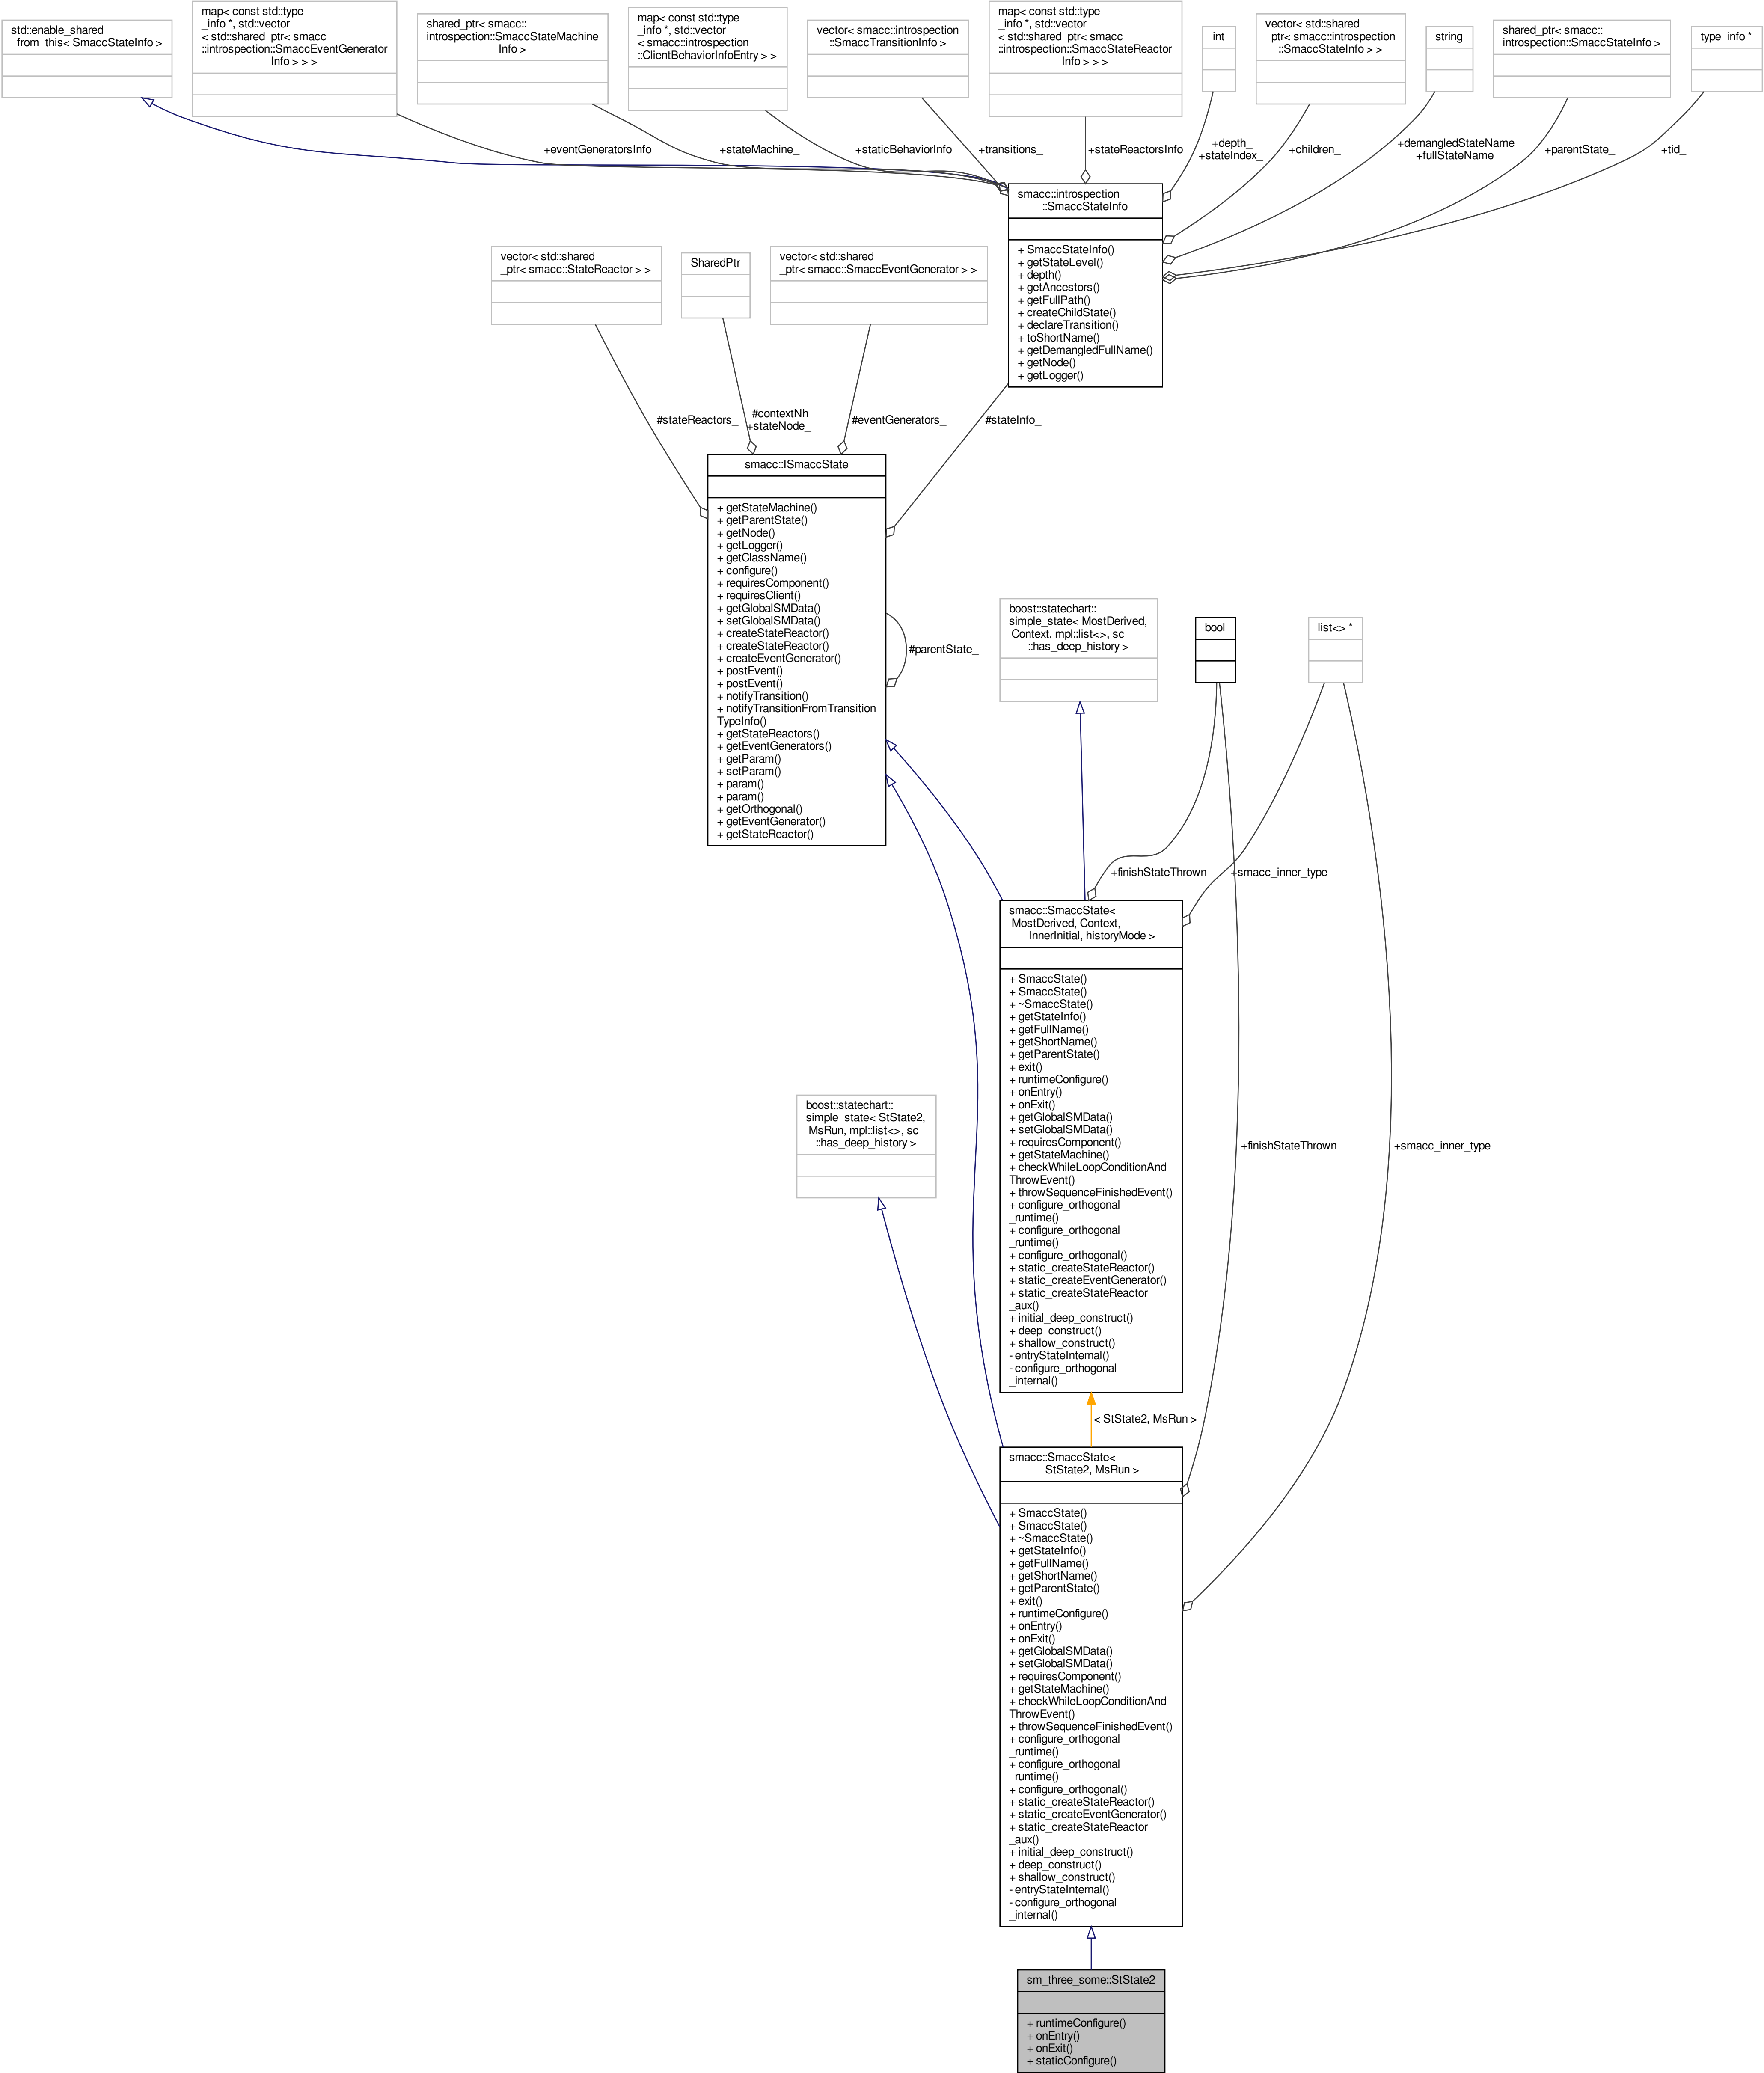 std::enable_shared
_from_this< SmaccStateInfo >
map< const std::type
_info *, std::vector
< std::shared_ptr< smacc
::introspection::SmaccEventGenerator
Info > > >
shared_ptr< smacc::
introspection::SmaccStateMachine
Info >
map< const std::type
_info *, std::vector
< smacc::introspection
::ClientBehaviorInfoEntry > >
vector< smacc::introspection
::SmaccTransitionInfo >
map< const std::type
_info *, std::vector
< std::shared_ptr< smacc
::introspection::SmaccStateReactor
Info > > >
int
vector< std::shared
_ptr< smacc::introspection
::SmaccStateInfo > >
string
shared_ptr< smacc::
introspection::SmaccStateInfo >
type_info *
+eventGeneratorsInfo
+stateMachine_
+staticBehaviorInfo
+transitions_
+stateReactorsInfo
+depth_
+stateIndex_
+children_
+demangledStateName
+fullStateName
+parentState_
+tid_
smacc::introspection
::SmaccStateInfo
+ SmaccStateInfo()
+ getStateLevel()
+ depth()
+ getAncestors()
+ getFullPath()
+ createChildState()
+ declareTransition()
+ toShortName()
+ getDemangledFullName()
+ getNode()
+ getLogger()
vector< std::shared
_ptr< smacc::StateReactor > >
SharedPtr
vector< std::shared
_ptr< smacc::SmaccEventGenerator > >
#stateReactors_
#contextNh
+stateNode_
#eventGenerators_
#stateInfo_
smacc::ISmaccState
+ getStateMachine()
+ getParentState()
+ getNode()
+ getLogger()
+ getClassName()
+ configure()
+ requiresComponent()
+ requiresClient()
+ getGlobalSMData()
+ setGlobalSMData()
+ createStateReactor()
+ createStateReactor()
+ createEventGenerator()
+ postEvent()
+ postEvent()
+ notifyTransition()
+ notifyTransitionFromTransition
TypeInfo()
+ getStateReactors()
+ getEventGenerators()
+ getParam()
+ setParam()
+ param()
+ param()
+ getOrthogonal()
+ getEventGenerator()
+ getStateReactor()
#parentState_
boost::statechart::
simple_state< MostDerived,
Context, mpl::list<>, sc
::has_deep_history >
bool
list<> *
+finishStateThrown
+smacc_inner_type
smacc::SmaccState<
MostDerived, Context,
InnerInitial, historyMode >
+ SmaccState()
+ SmaccState()
+ ~SmaccState()
+ getStateInfo()
+ getFullName()
+ getShortName()
+ getParentState()
+ exit()
+ runtimeConfigure()
+ onEntry()
+ onExit()
+ getGlobalSMData()
+ setGlobalSMData()
+ requiresComponent()
+ getStateMachine()
+ checkWhileLoopConditionAnd
ThrowEvent()
+ throwSequenceFinishedEvent()
+ configure_orthogonal
_runtime()
+ configure_orthogonal
_runtime()
+ configure_orthogonal()
+ static_createStateReactor()
+ static_createEventGenerator()
+ static_createStateReactor
_aux()
+ initial_deep_construct()
+ deep_construct()
+ shallow_construct()
- entryStateInternal()
- configure_orthogonal
_internal()
boost::statechart::
simple_state< StState2,
MsRun, mpl::list<>, sc
::has_deep_history >
+finishStateThrown
+smacc_inner_type
< StState2, MsRun >
smacc::SmaccState<
StState2, MsRun >
+ SmaccState()
+ SmaccState()
+ ~SmaccState()
+ getStateInfo()
+ getFullName()
+ getShortName()
+ getParentState()
+ exit()
+ runtimeConfigure()
+ onEntry()
+ onExit()
+ getGlobalSMData()
+ setGlobalSMData()
+ requiresComponent()
+ getStateMachine()
+ checkWhileLoopConditionAnd
ThrowEvent()
+ throwSequenceFinishedEvent()
+ configure_orthogonal
_runtime()
+ configure_orthogonal
_runtime()
+ configure_orthogonal()
+ static_createStateReactor()
+ static_createEventGenerator()
+ static_createStateReactor
_aux()
+ initial_deep_construct()
+ deep_construct()
+ shallow_construct()
- entryStateInternal()
- configure_orthogonal
_internal()
sm_three_some::StState2
+ runtimeConfigure()
+ onEntry()
+ onExit()
+ staticConfigure()